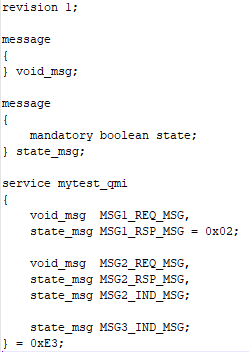 revision 1;
message
{
} void_msg;
message
{
mandatory boolean state;
} state_msg;
service mytest_qmi
{
void_msg MSG1_REQ_MSG,
state_msg MSG1_RSP_MSG = 0x02;
void_msg MSG2_REQ_MSG,
state_msg MSG2_RSP_MSG,
state_msg MSG2_IND_MSG;
state_msg MSG3_IND_MSG;
} = 0xE3;